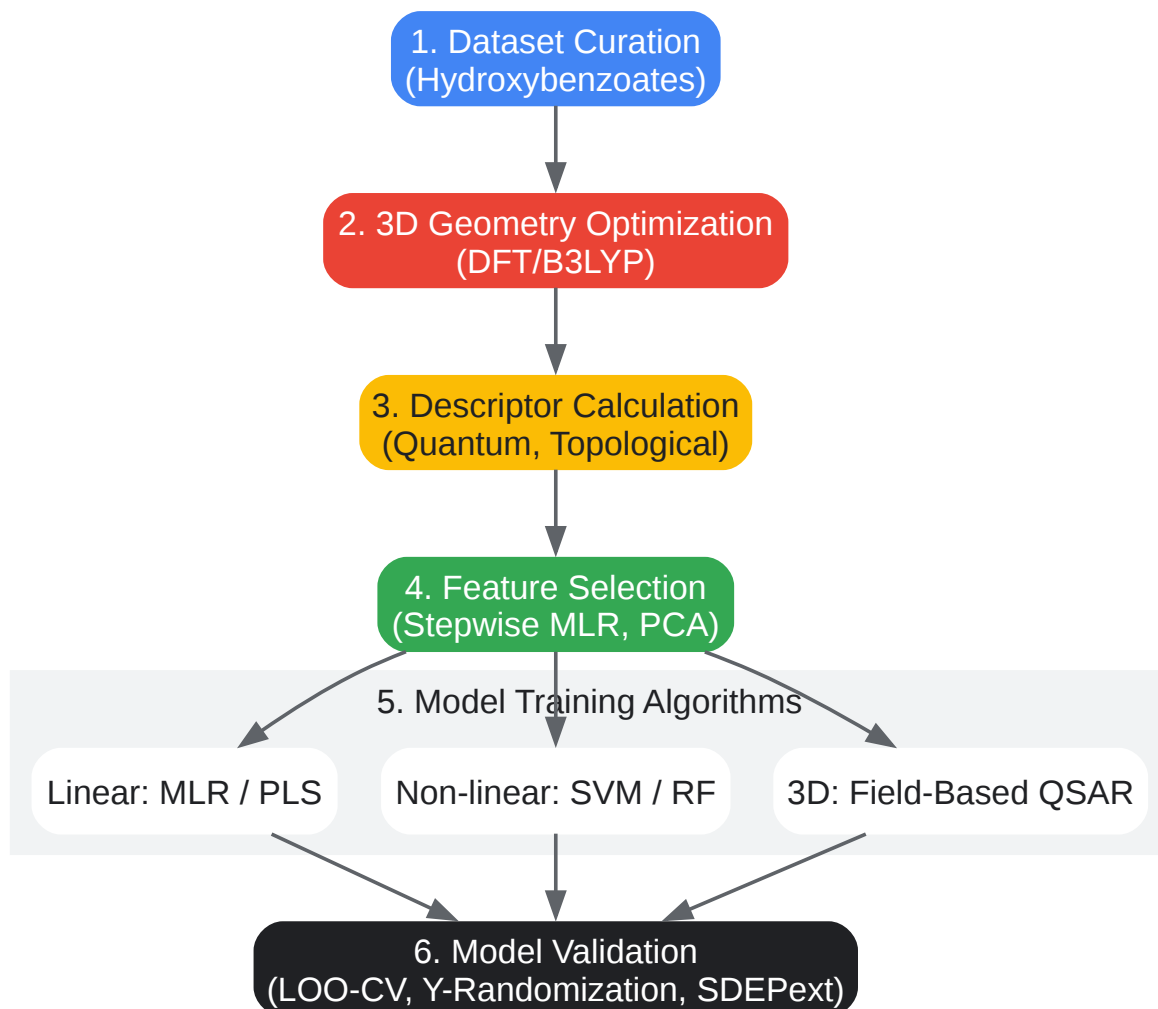 1. Dataset Curation
(Hydroxybenzoates)
2. 3D Geometry Optimization
(DFT/B3LYP)
3. Descriptor Calculation
(Quantum, Topological)
4. Feature Selection
(Stepwise MLR, PCA)
5. Model Training Algorithms
Linear: MLR / PLS
Non-linear: SVM / RF
3D: Field-Based QSAR
6. Model Validation
(LOO-CV, Y-Randomization, SDEPext)